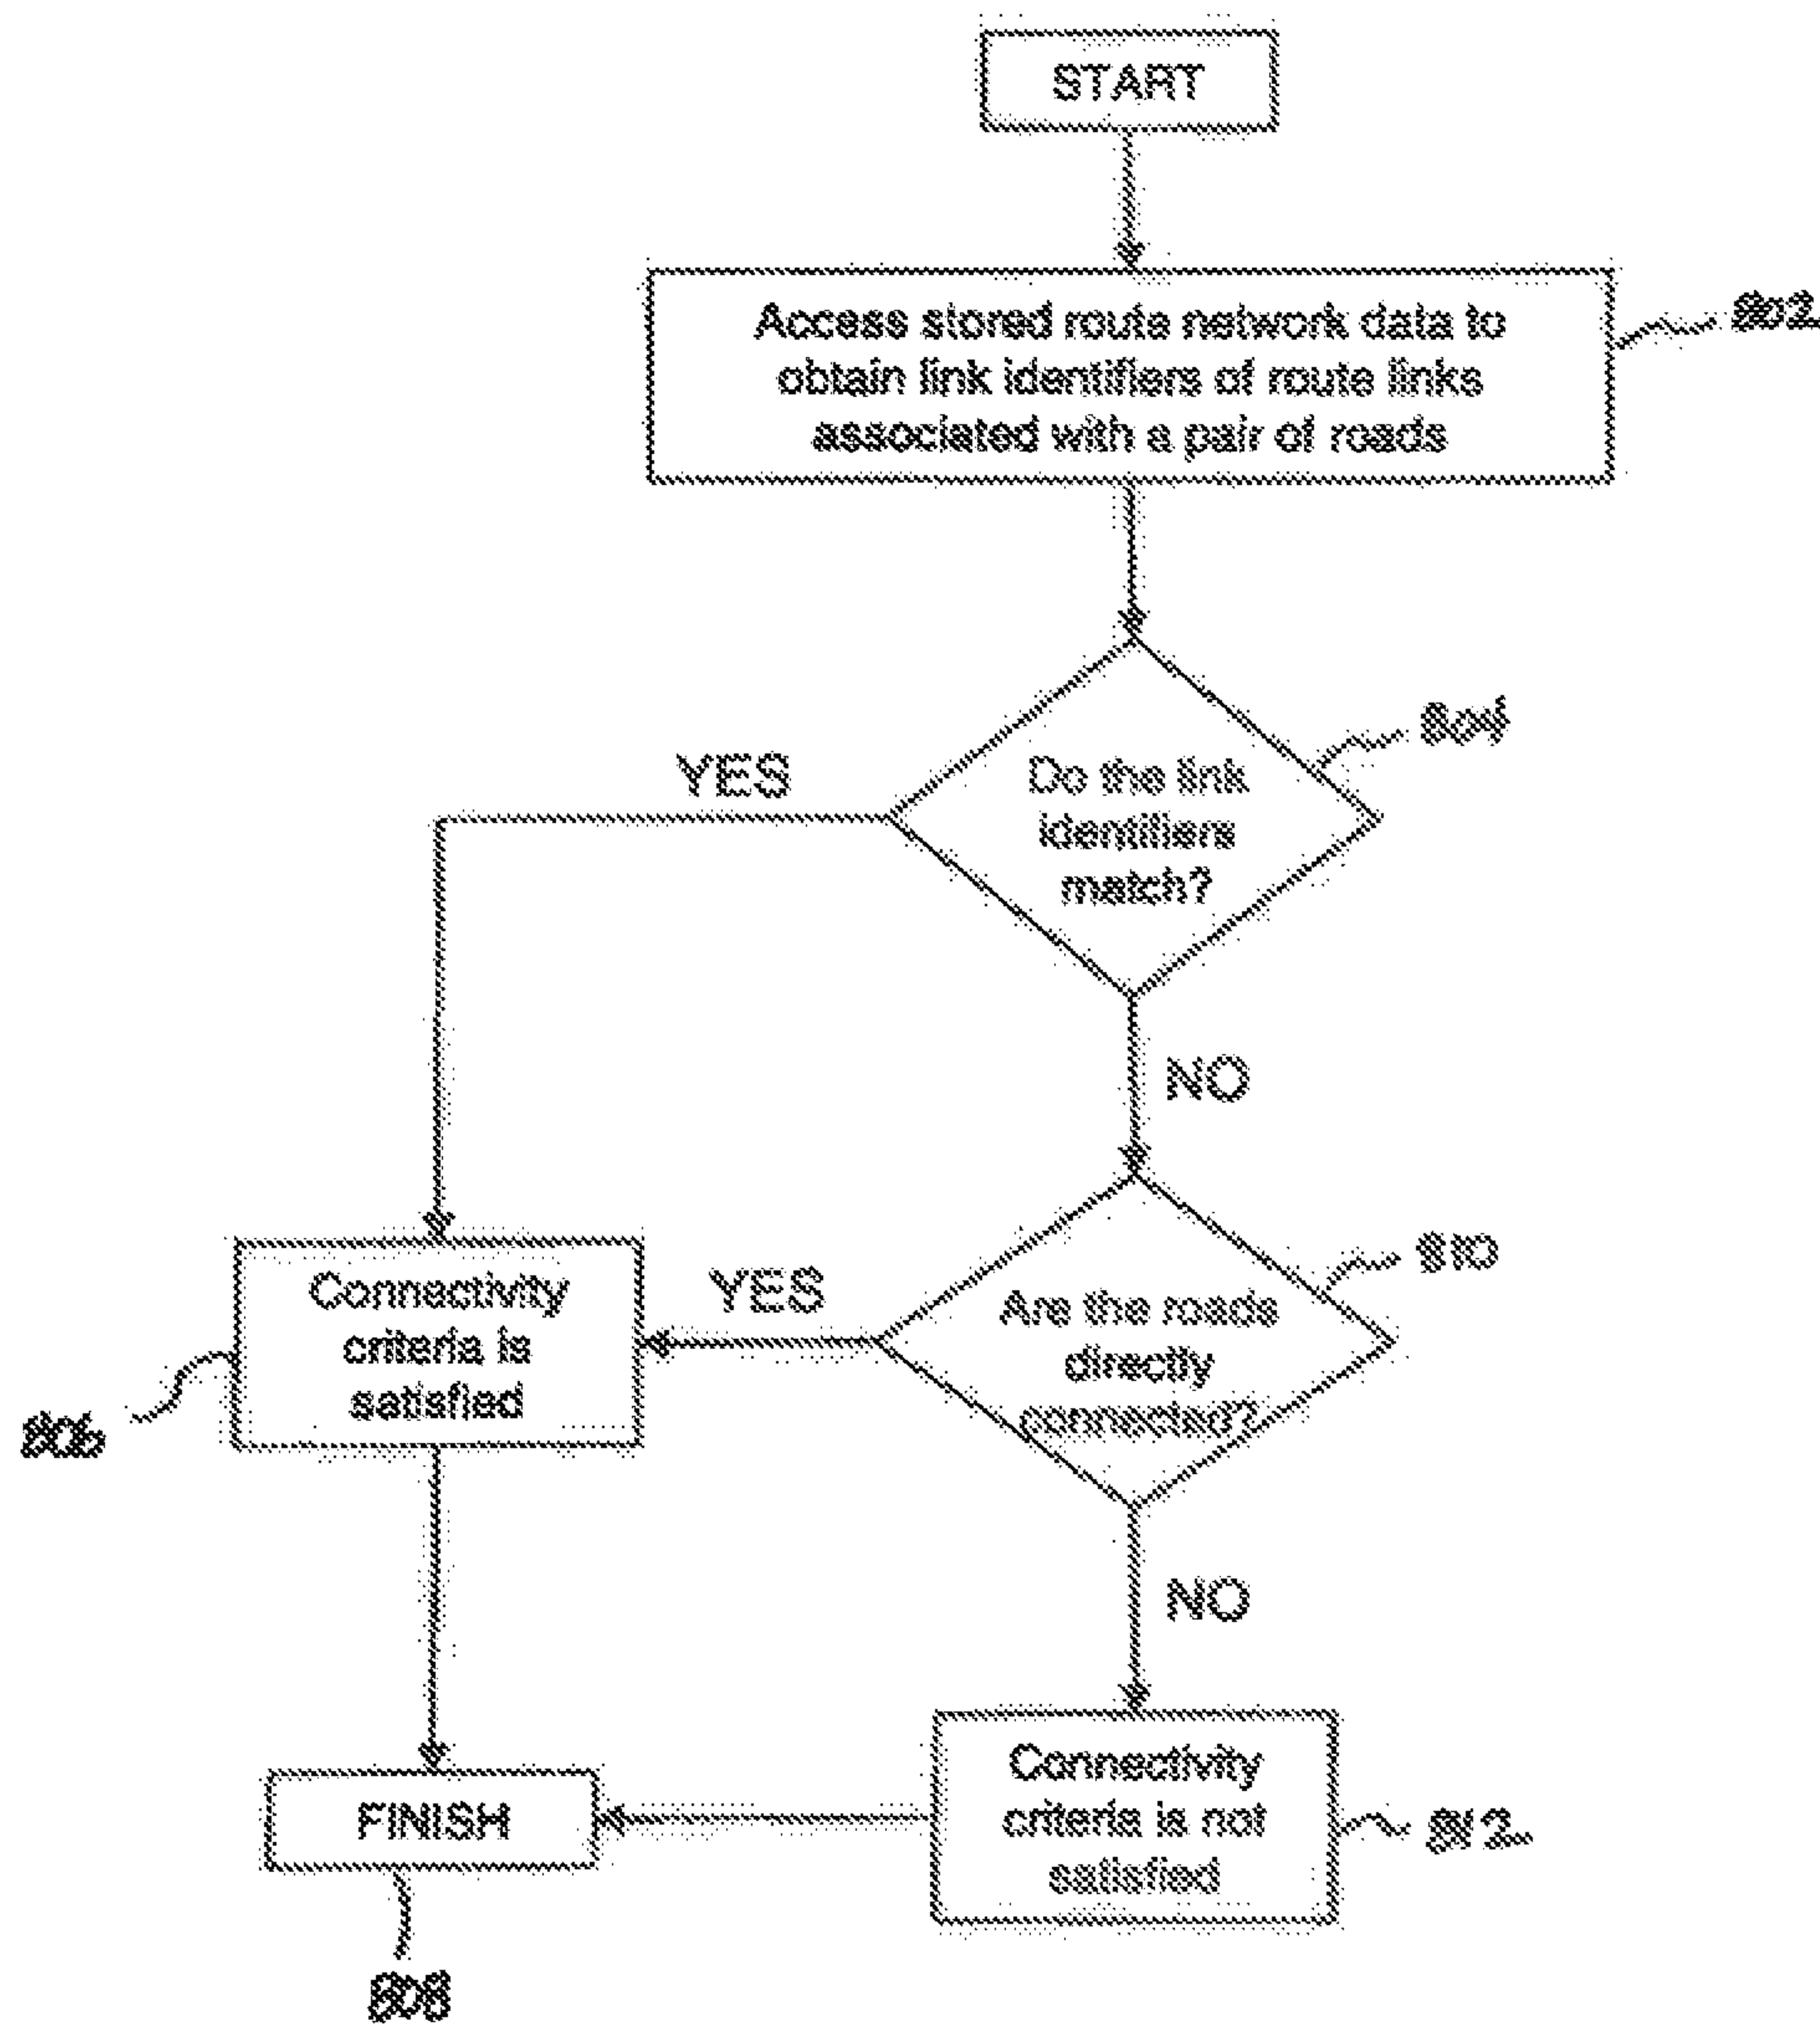 START
Access stored route network data to
obtain link identifiers of route links
associated with a pair of roads
802
804
Do the link
identifiers
match?
YES
NO
810
Are the roads
directly
connected?
YES
Connectivity
criteria is
satisfied
806
NO
Connectivity
criteria is not
satisfied
812
FINISH
808